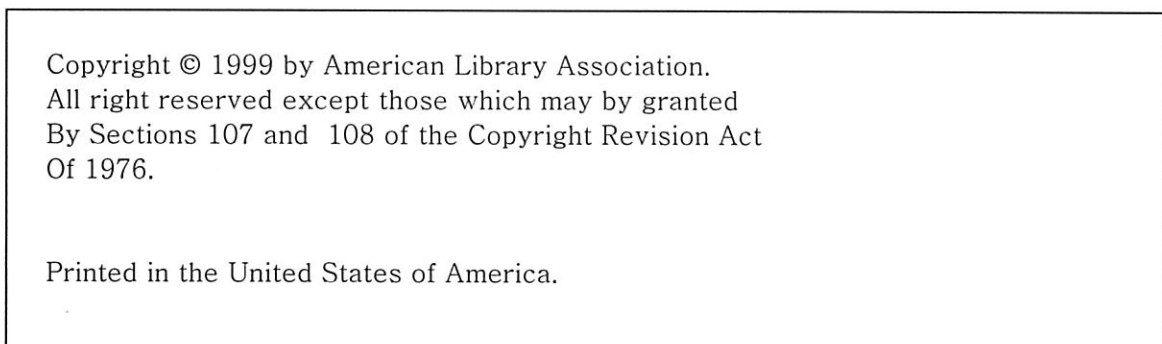 Copyright © 1999 by American Library Association.
All right reserved except those which may by granted
By Sections 107 and 108 of the Copyright Revision Act
Of 1976.
Printed in the United States of America.